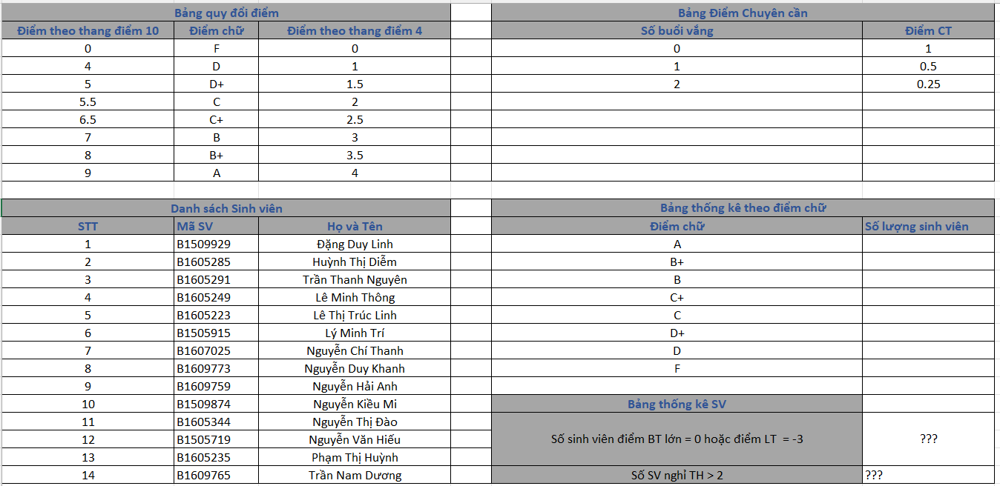 Bảng quy đổi điểm Bảng Điểm Chuyên cần
Điểm theo thang điểm 10 Điểm chữ Điểm theo thang điểm 4 Số buổi vắng Điểm CT
0 F 0 0 1
4 D 1 1 0.5
5 D+ 1.5 2 0.25
5.5 C 2
6.5 C+ 2.5
7 B 3
8 B+ 3.5
9 A 4
Danh sách Sinh viên Bảng thống kê theo điểm chữ
STT Mã SV Họ và Tên Điểm chữ Số lượng sinh viên
1 B1509929 Đặng Duy Linh A
2 B1605285 Huỳnh Thị Diễm B+
3 B1605291 Trần Thanh Nguyên B
4 B1605249 Lê Minh Thông C+
5 B1605223 Lê Thị Trúc Linh C
6 B1505915 Lý Minh Trí D+
7 B1607025 Nguyễn Chí Thanh D
8 B1609773 Nguyễn Duy Khanh F
9 B1609759 Nguyễn Hải Anh
10 B1509874 Nguyễn Kiều Mi Bảng thống kê SV
11 B1605344 Nguyễn Thị Đào
12 B1505719 Nguyễn Văn Hiếu Số sinh viên điểm BT lớn = 0 hoặc điểm LT = -3 ???
13 B1605235 Phạm Thị Huỳnh
14 B1609765 Trần Nam Dương Số SV nghỉ TH > 2 ???